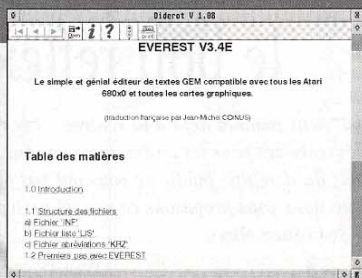 Diderot V 1.08
EVEREST V3.4E
Le simple et génial éditeur de textes GEM compatible avec tous les Atari
680x0 et toutes les cartes graphiques.
(traduction française par Jean-Michel COINUS)
Table des matières
1.0 Introduction
1.1 Structure des fichiers
a) Fichier 'INF'
b) Fichier liste 'LIS'
c) Fichier abréviations 'KRZ'
1.2 Premiers pas avec EVEREST